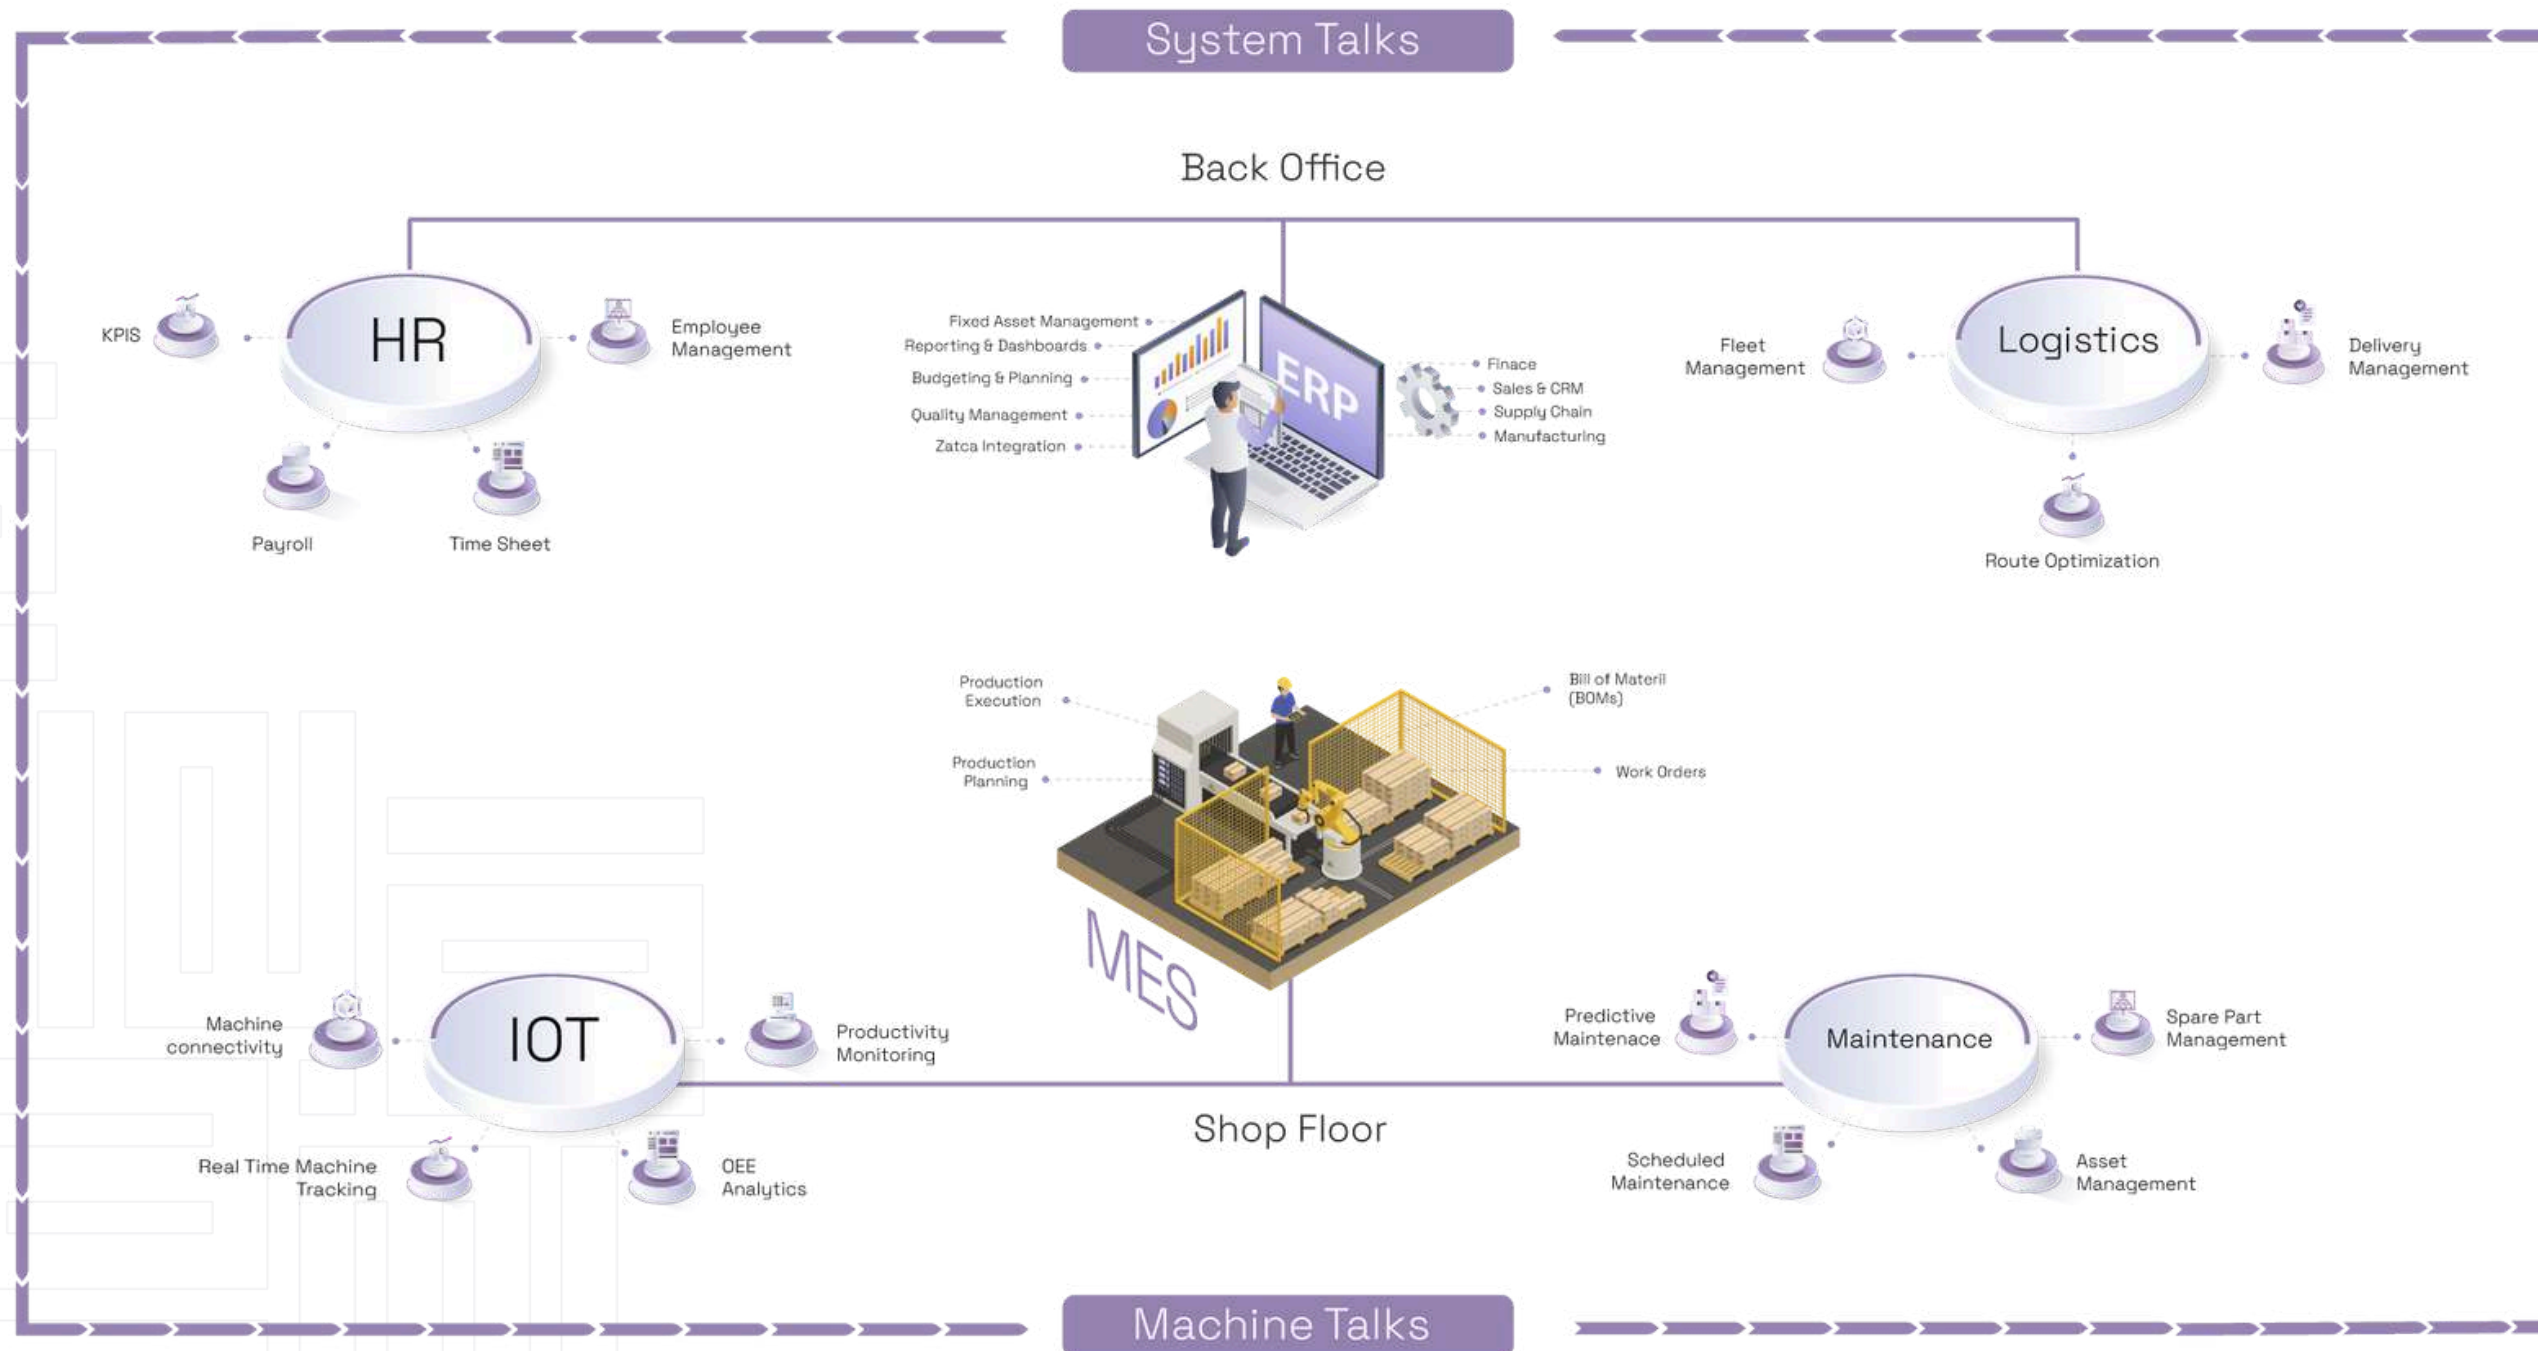 System Talks
Back Office
HR
KPIS
Employee
Management
Payroll
Time Sheet
Fixed Asset Management
Reporting & Dashboards
Budgeting & Planning
Quality Management
Zatca Integration
ERP
Finace
Sales & CRM
Supply Chain
Manufacturing
Logistics
Fleet
Management
Delivery
Management
Route Optimization
Production
Execution
Production
Planning
Bill of Materil
(BOMs)
Work Orders
MES
IOT
Machine
connectivity
Productivity
Monitoring
Real Time Machine
Tracking
OEE
Analytics
Shop Floor
Maintenance
Predictive
Maintenace
Spare Part
Management
Scheduled
Maintenance
Asset
Management
Machine Talks